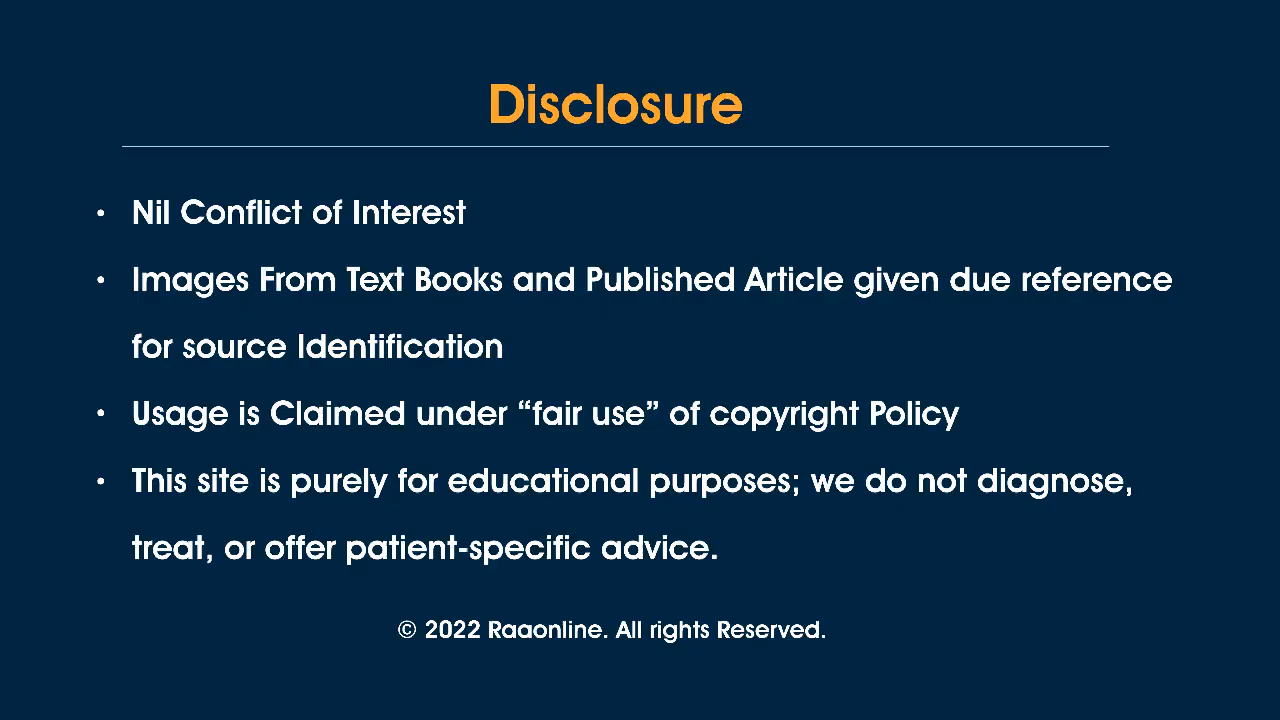 Disclosure
• Nil Conflict of Interest
• Images From Text Books and Published Article given due reference
for source Identification
• Usage is Claimed under “fair use” of copyright Policy
• This site is purely for educational purposes; we do not diagnose,
treat, or offer patient-specific advice.
© 2022 Raaonline. All rights Reserved.